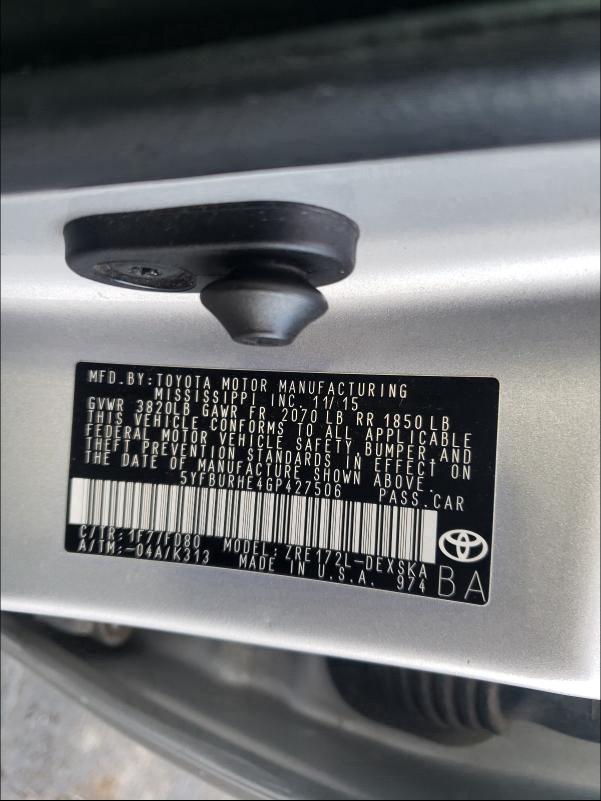 MFD.BY:TOYOTA MOTOR MANUFACTURING
MISSISSIPPI INC. 11/15
GVWR 3820LB GAWR FR 2070 LB RR 1850 LB
THIS VEHICLE CONFORMS TO ALL APPLICABLE
FEDERAL MOTOR VEHICLE SAFETY, BUMPER, AND
THEFT PREVENTION STANDARDS IN EFFECT ON
THE DATE OF MANUFACTURE SHOWN ABOVE.
5YFBURHE4GP427506 PASS.CAR
C/TR: 1F7/FD80 MODEL: ZRE172L-DEXSKA
A/TM:-04A/K313 MADE IN U.S.A. 974
BA